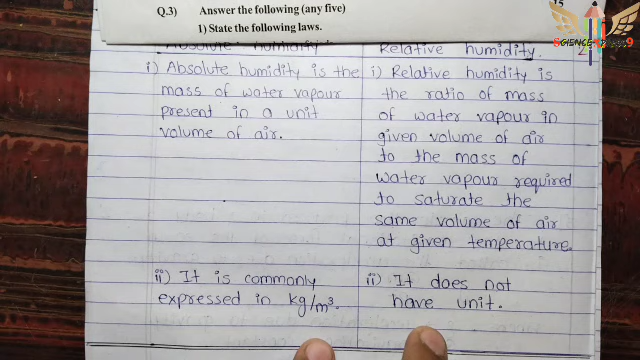 Q.3) Answer the following (any five) 15
1) State the following laws.
Absolute humidity
Relative humidity.
i) Absolute humidity is the
mass of water vapour
present in a unit
volume of air.
i) Relative humidity is
the ratio of mass
of water vapour in
given volume of air
to the mass of
water vapour required
to saturate the
same volume of air
at given temperature.
ii) It is commonly
expressed in kg/m³.
ii) It does not
have unit.